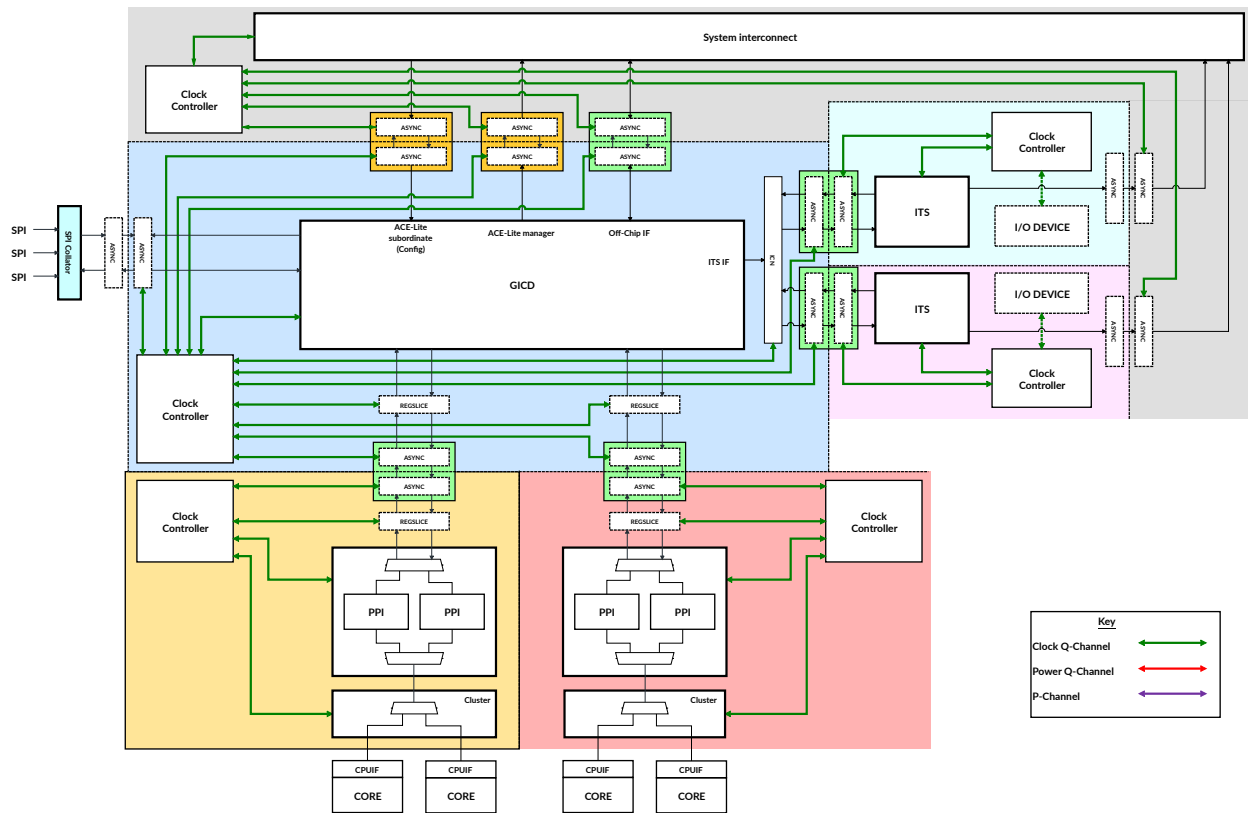 System interconnect
Clock
Controller
ASYNC
ASYNC
ASYNC
ASYNC
ASYNC
ASYNC
Clock
Controller
ASYNC
ASYNC
ITS
ASYNC
ASYNC
I/O DEVICE
SPI
SPI
SPI
SPI Collator
ASYNC
ASYNC
ACE-Lite
subordinate
(Config)
ACE-Lite manager
Off-Chip IF
ITS IF
GICD
ICN
ASYNC
ASYNC
ITS
I/O DEVICE
ASYNC
ASYNC
Clock
Controller
Clock
Controller
REGSLICE
REGSLICE
ASYNC
ASYNC
ASYNC
ASYNC
Clock
Controller
REGSLICE
REGSLICE
Clock
Controller
PPI
PPI
PPI
PPI
Cluster
Cluster
CPUIF
CPUIF
CPUIF
CPUIF
CORE
CORE
CORE
CORE
Key
Clock Q-Channel
Power Q-Channel
P-Channel